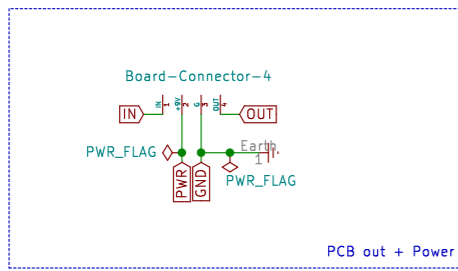 Board-Connector-4
IN
+9V
G
OUT
1
2
3
4
IN
OUT
Earth
1
PWR_FLAG
PWR
GND
PWR_FLAG
PCB out + Power